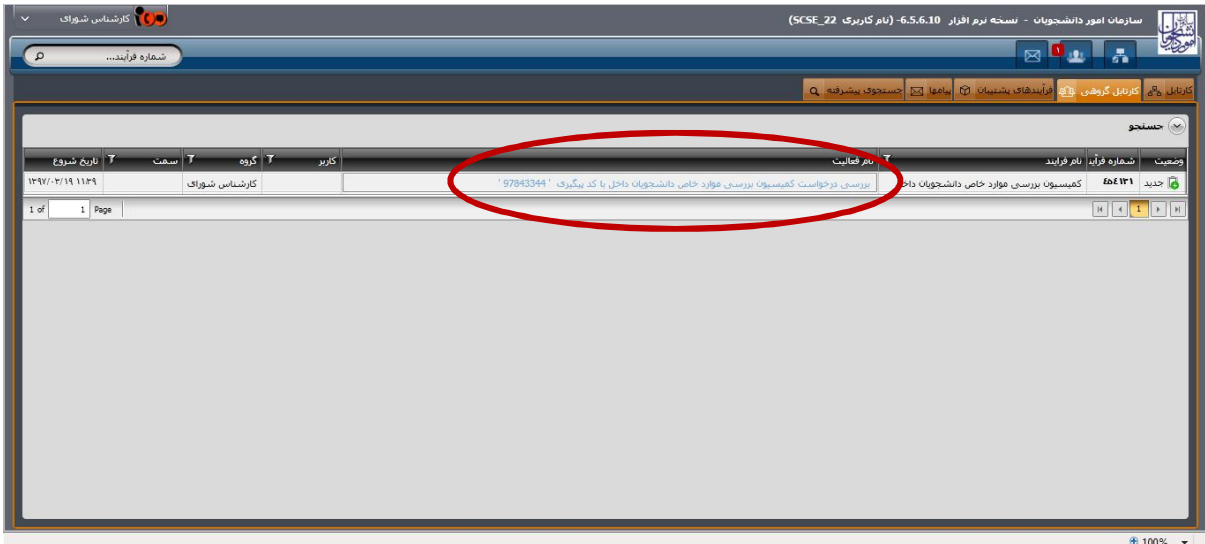 سازمان امور دانشجویان - نسخه نرم افزار 6.5.6.10- (نام کاربری SCSE_22)
کارشناس شورای
۱
شماره فرآیند...
کارتابل
کارتابل گروهی
فرآیندهای پشتیبان
پیامها
جستجوی پیشرفته
جستجو
وضعیت شماره فرآیند نام فرایند نام فعالیت کاربر گروه سمت تاریخ شروع
جدید ۴۵۴۱۳۱ کمیسیون بررسی موارد خاص دانشجویان داخل بررسی درخواست کمیسیون بررسی موارد خاص دانشجویان داخل با کد پیگیری ' 97843344 ' کارشناس شورای ۱۳۹۷/۰۳/۱۹ ۱۱:۳۹
1
Page 1 of 1
100%